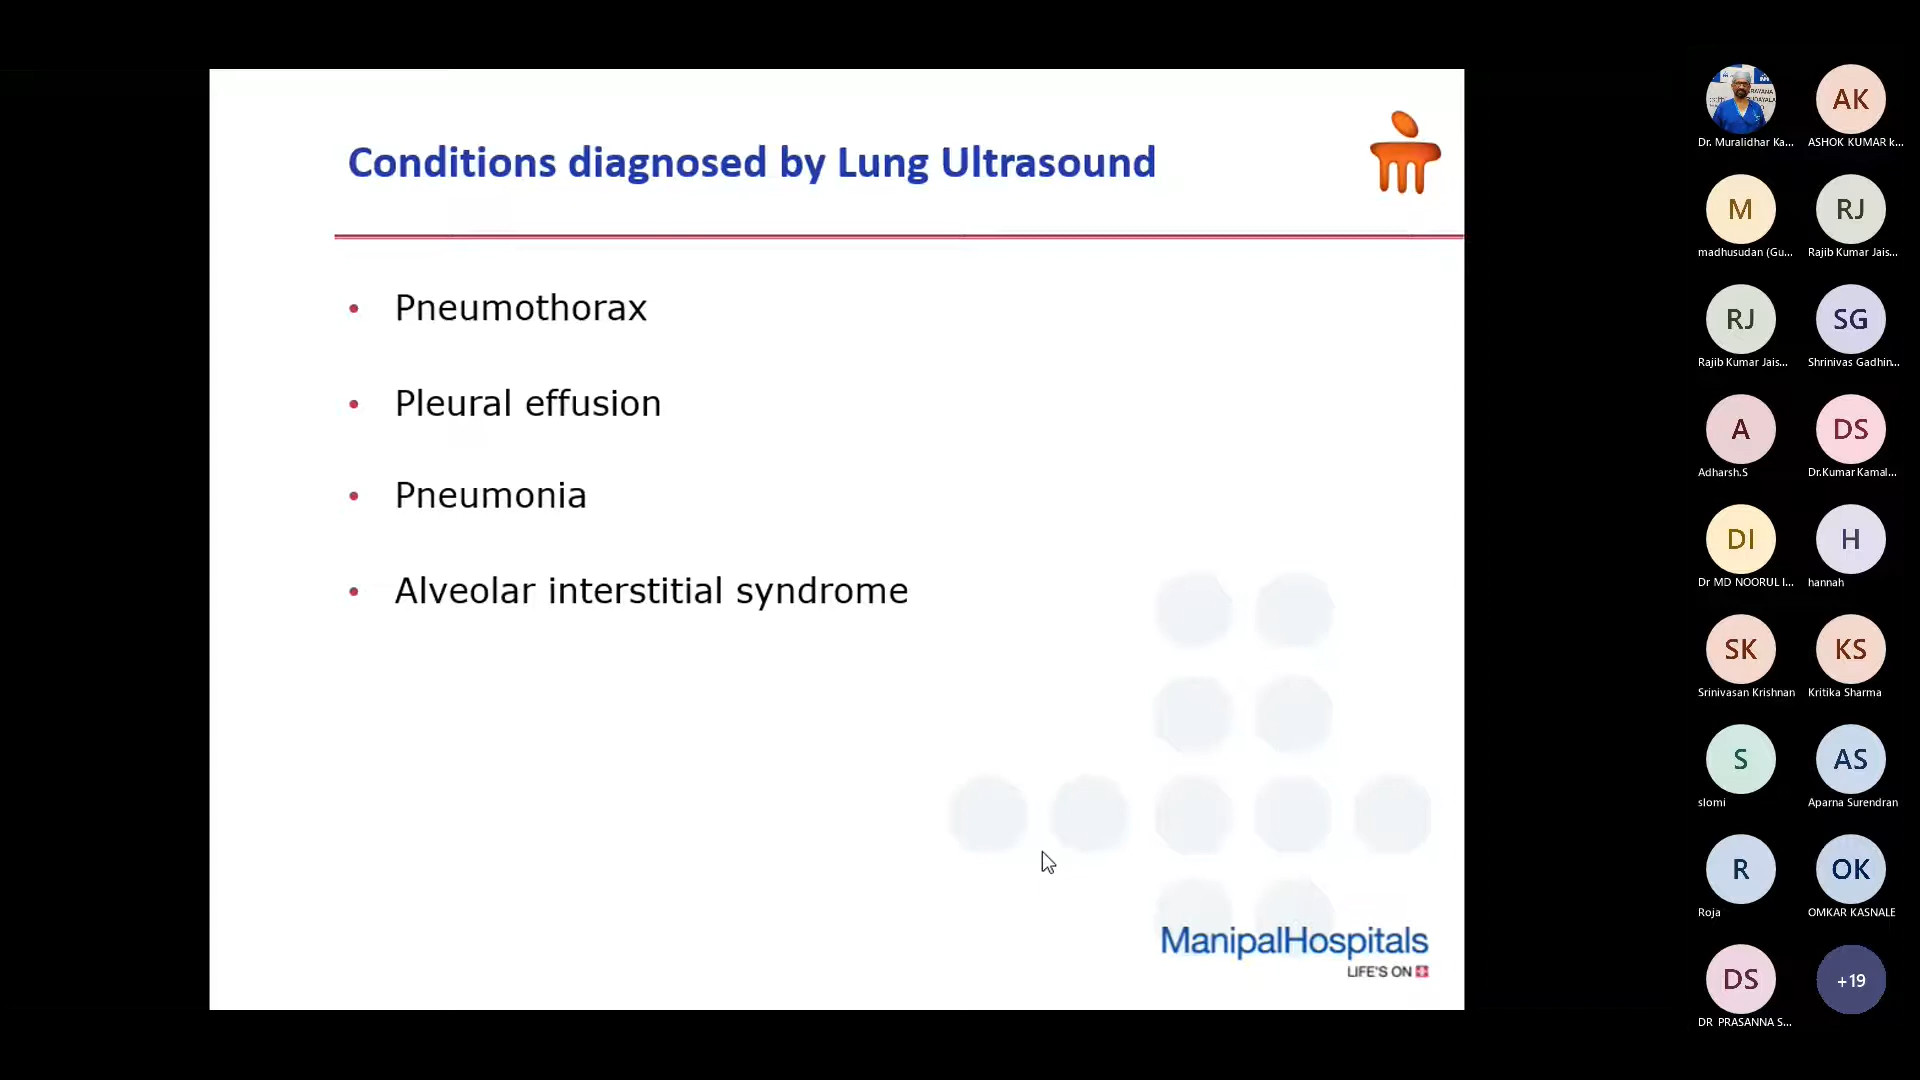 Conditions diagnosed by Lung Ultrasound
• Pneumothorax
• Pleural effusion
• Pneumonia
• Alveolar interstitial syndrome
ManipalHospitals
LIFE'S ON
Dr. Muralidhar Ka...
AK
ASHOK KUMAR k...
M
madhusudan (Gu...
RJ
Rajib Kumar Jais...
RJ
Rajib Kumar Jais...
SG
Shrinivas Gadhin...
A
Adharsh.S
DS
Dr.Kumar Kamal...
DI
Dr MD NOORUL I...
H
hannah
SK
Srinivasan Krishnan
KS
Kritika Sharma
S
slomi
AS
Aparna Surendran
R
Roja
OK
OMKAR KASNALE
DS
DR PRASANNA S...
+19